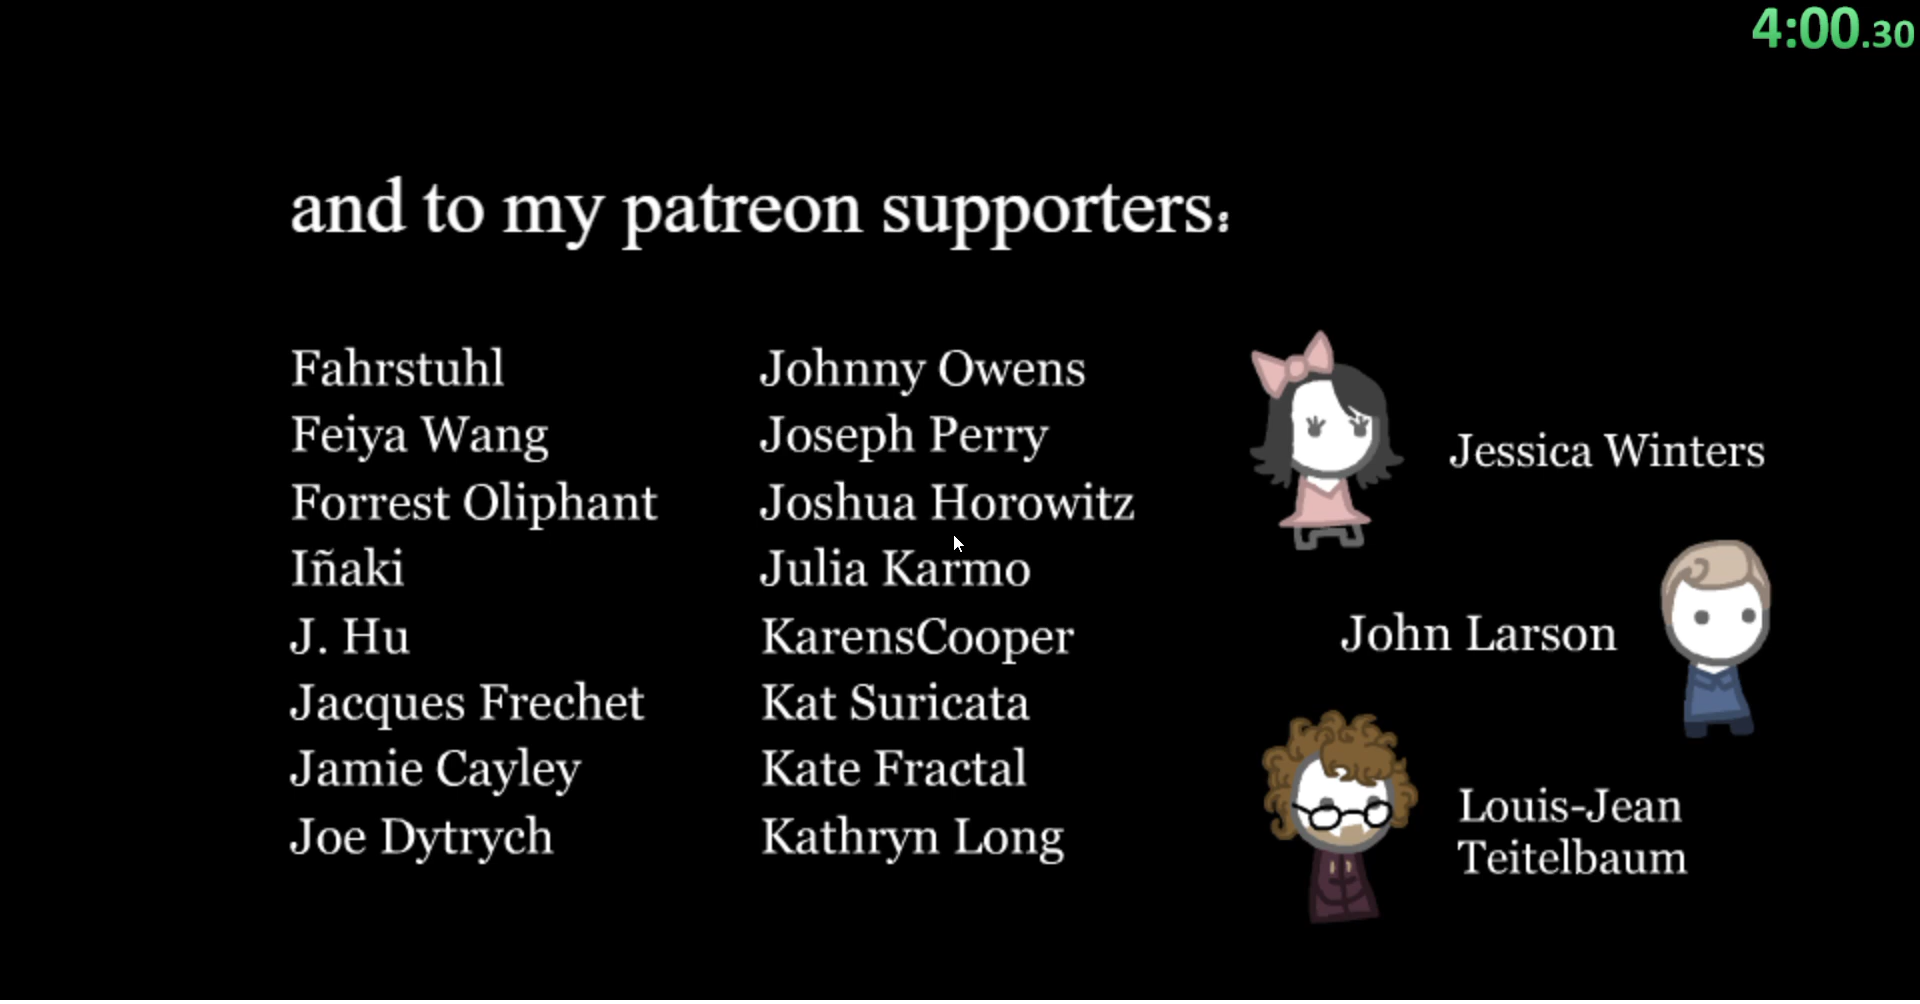 4:00.30
and to my patreon supporters:
Fahrstuhl
Feiya Wang
Forrest Oliphant
Iñaki
J. Hu
Jacques Frechet
Jamie Cayley
Joe Dytrych
Johnny Owens
Joseph Perry
Joshua Horowitz
Julia Karmo
KarensCooper
Kat Suricata
Kate Fractal
Kathryn Long
Jessica Winters
John Larson
Louis-Jean
Teitelbaum